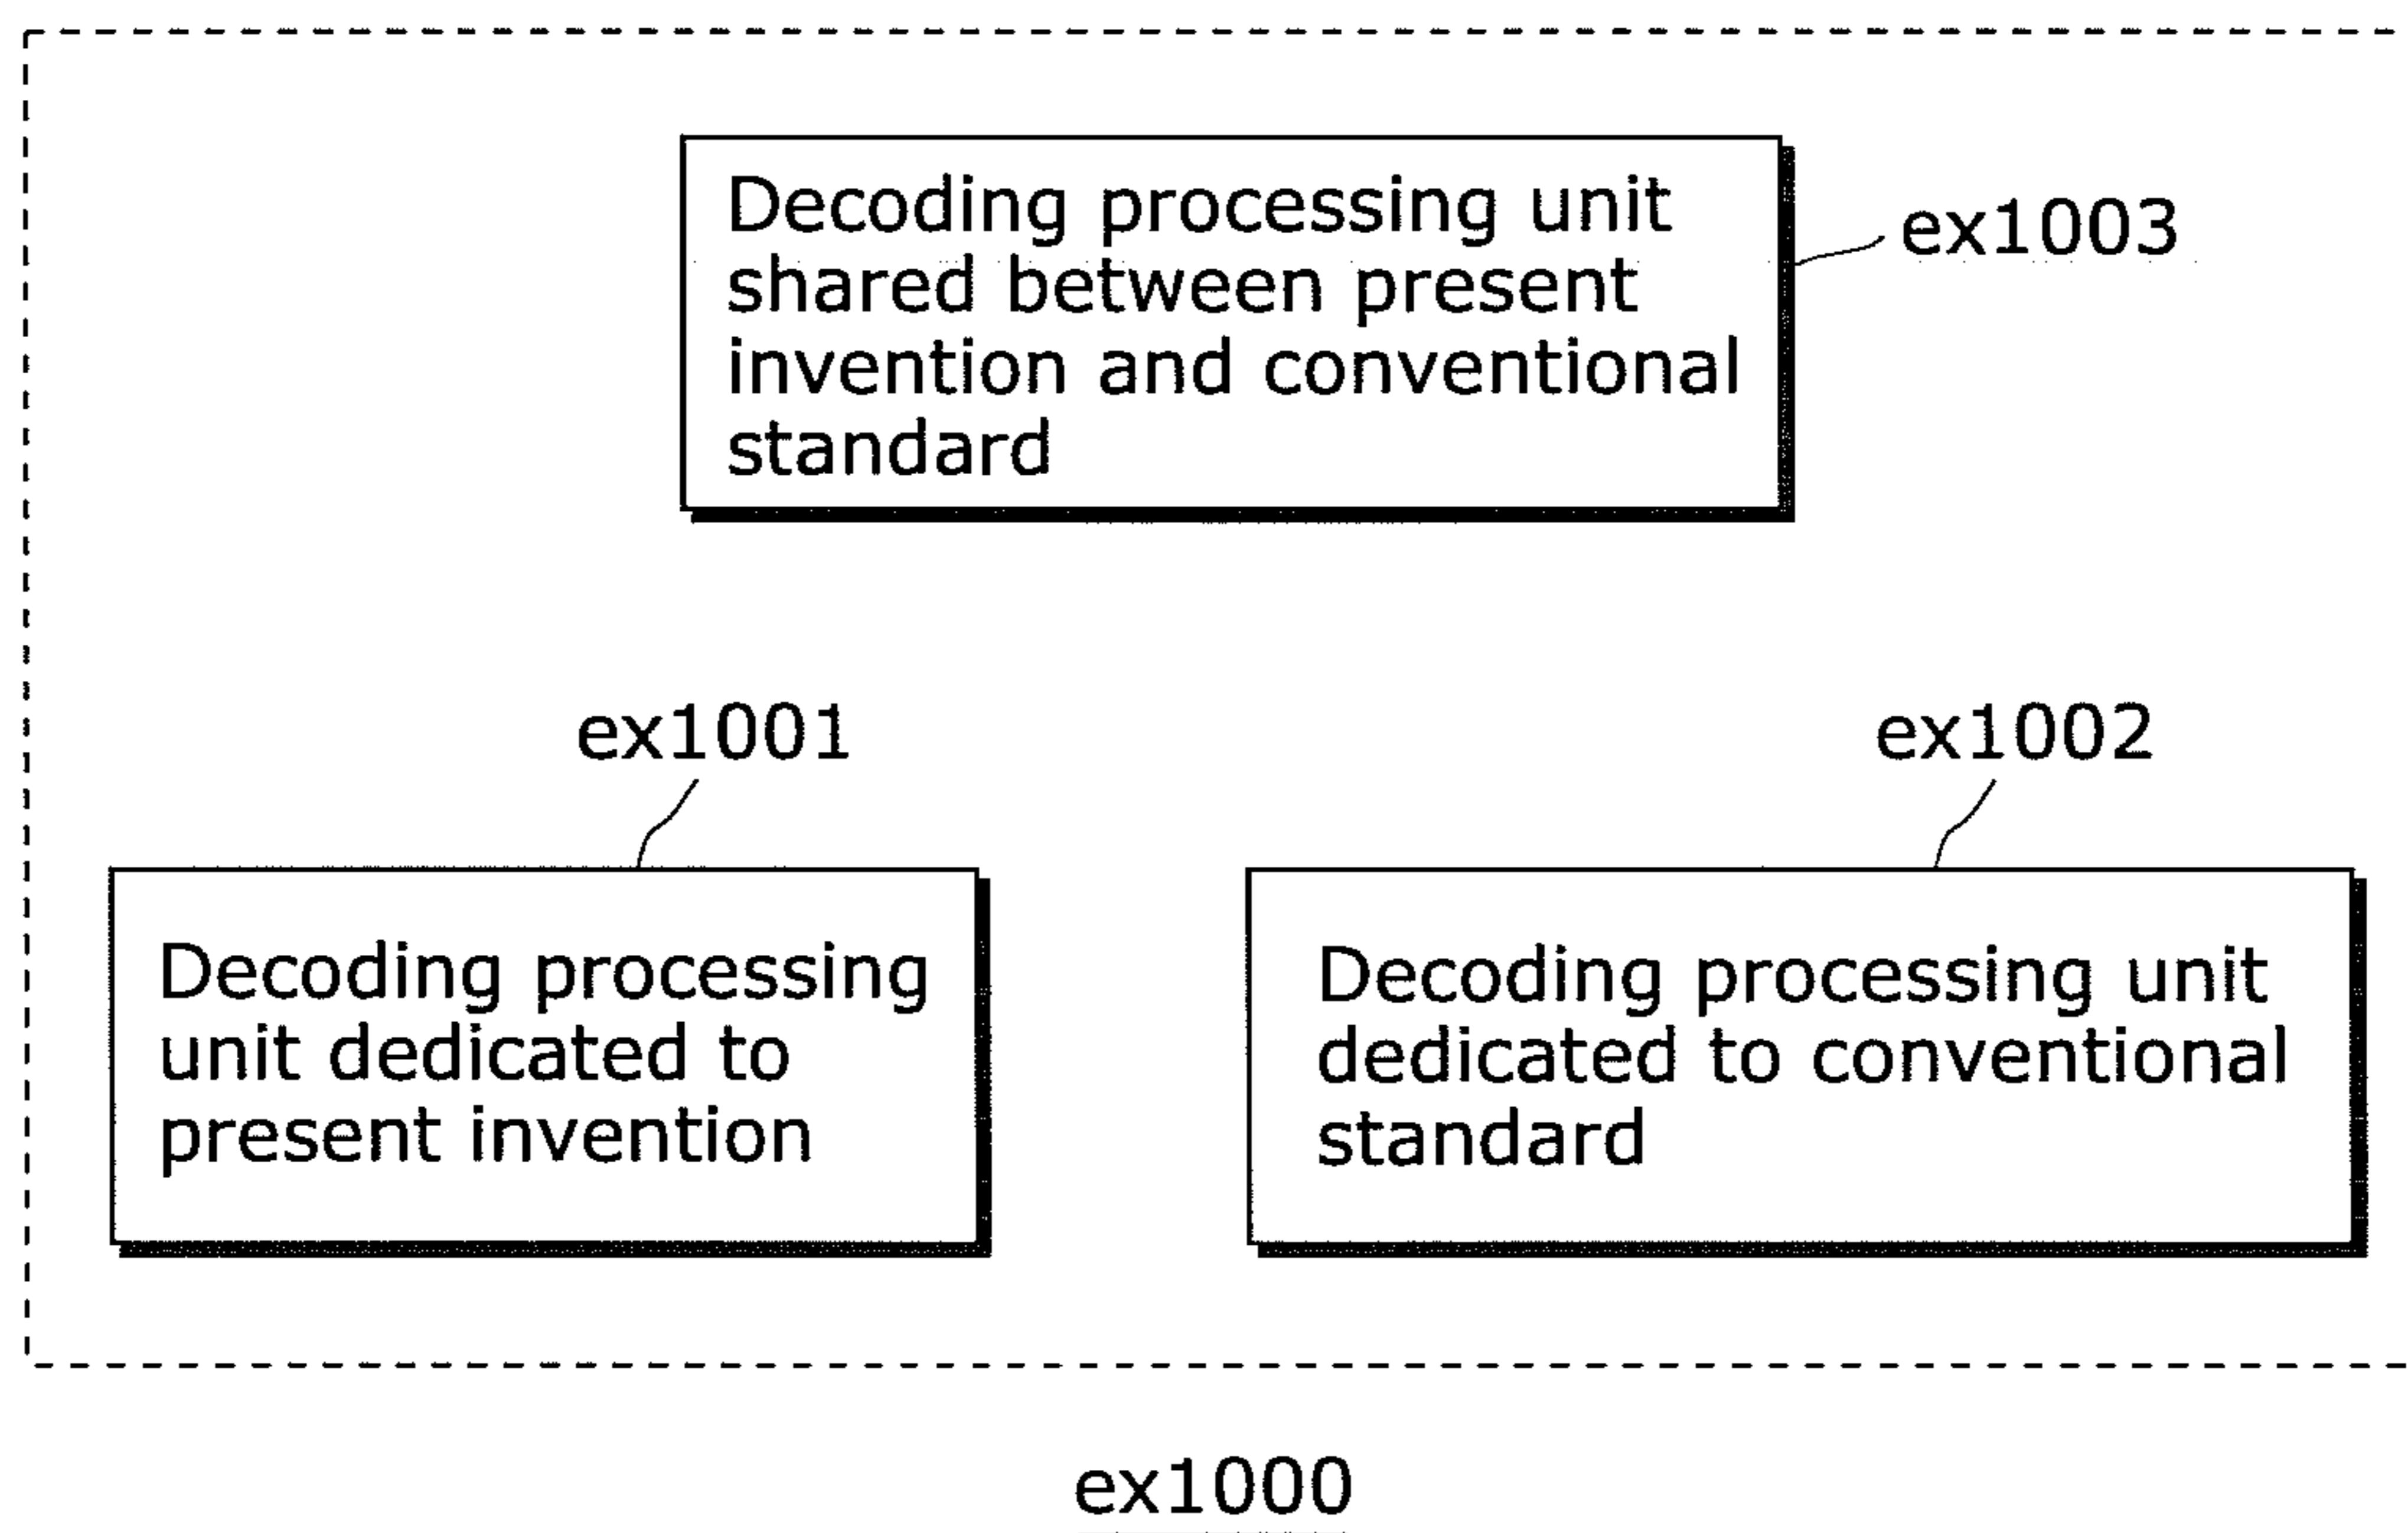 Decoding processing unit
shared between present
invention and conventional
standard
ex1003
ex1001
ex1002
Decoding processing
unit dedicated to
present invention
Decoding processing unit
dedicated to conventional
standard
ex1000